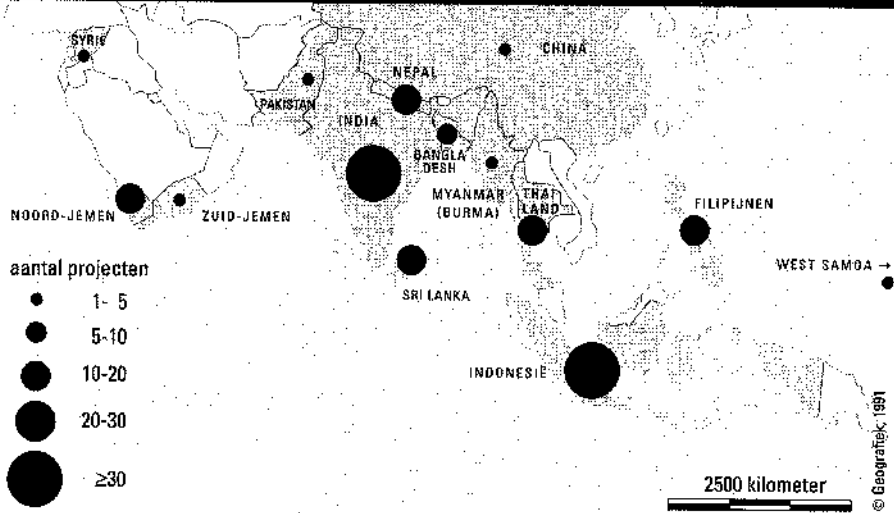 SYRIE
CHINA
NEPAL
PAKISTAN
INDIA
BANGLA
DESH
MYANMAR
(BURMA)
THAI
LAND
FILIPIJNEN
NOORD-JEMEN
ZUID-JEMEN
WEST SAMOA →
SRI LANKA
INDONESIË
aantal projecten
1- 5
5-10
10-20
20-30
≥30
2500 kilometer
© Geografiek, 1991